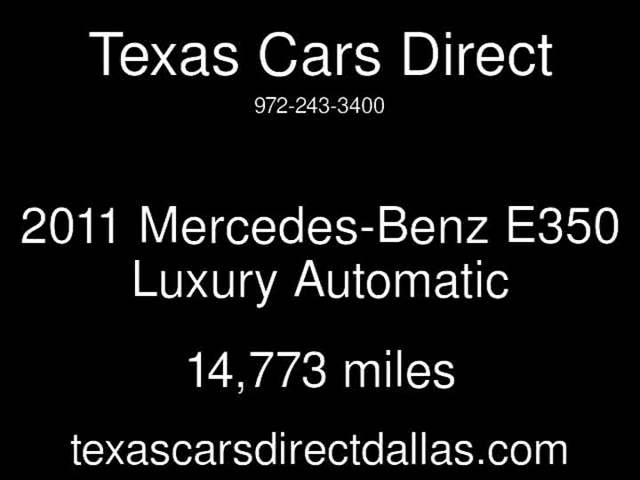 Texas Cars Direct
972-243-3400
2011 Mercedes-Benz E350
Luxury Automatic
14,773 miles
texascarsdirectdallas.com